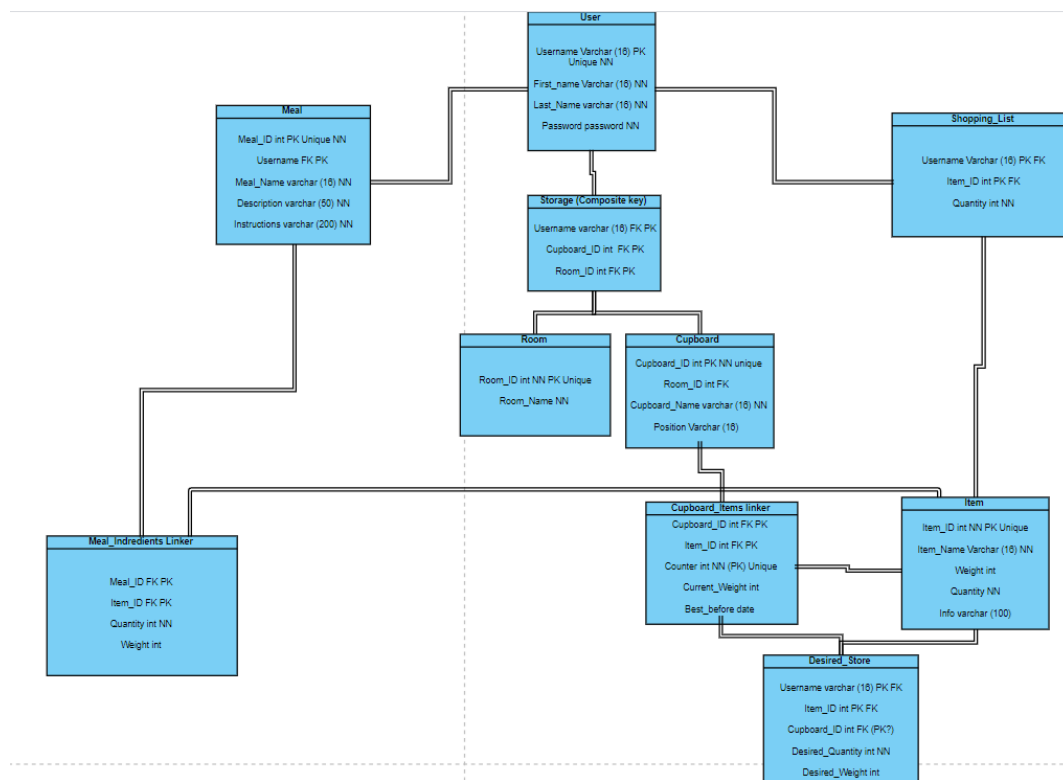 User
Username Varchar (16) PK
Unique NN
First_name Varchar (16) NN
Last_Name varchar (16) NN
Password password NN
Meal
Meal_ID int PK Unique NN
Username FK PK
Meal_Name varchar (16) NN
Description varchar (50) NN
Instructions varchar (200) NN
Shopping_List
Username Varchar (16) PK FK
Item_ID int PK FK
Quantity int NN
Storage (Composite key)
Username varchar (16) FK PK
Cupboard_ID int FK PK
Room_ID int FK PK
Room
Room_ID int NN PK Unique
Room_Name NN
Cupboard
Cupboard_ID int PK NN unique
Room_ID int FK
Cupboard_Name varchar (16) NN
Position Varchar (16)
Meal_Indredients Linker
Meal_ID FK PK
Item_ID FK PK
Quantity int NN
Weight int
Cupboard_Items linker
Cupboard_ID int FK PK
Item_ID int FK PK
Counter int NN (PK) Unique
Current_Weight int
Best_before date
Item
Item_ID int NN PK Unique
Item_Name Varchar (16) NN
Weight int
Quantity NN
Info varchar (100)
Desired_Store
Username varchar (16) PK FK
Item_ID int PK FK
Cupboard_ID int FK (PK?)
Desired_Quantity int NN
Desired_Weight int